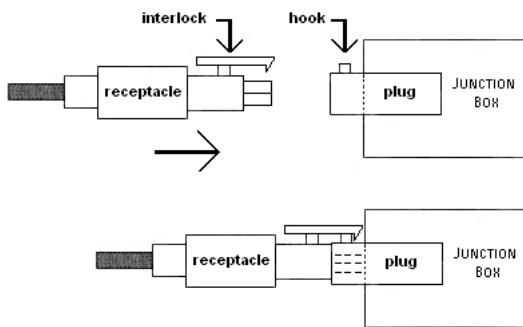 interlock
hook
receptacle
plug
JUNCTION
BOX
receptacle
plug
JUNCTION
BOX